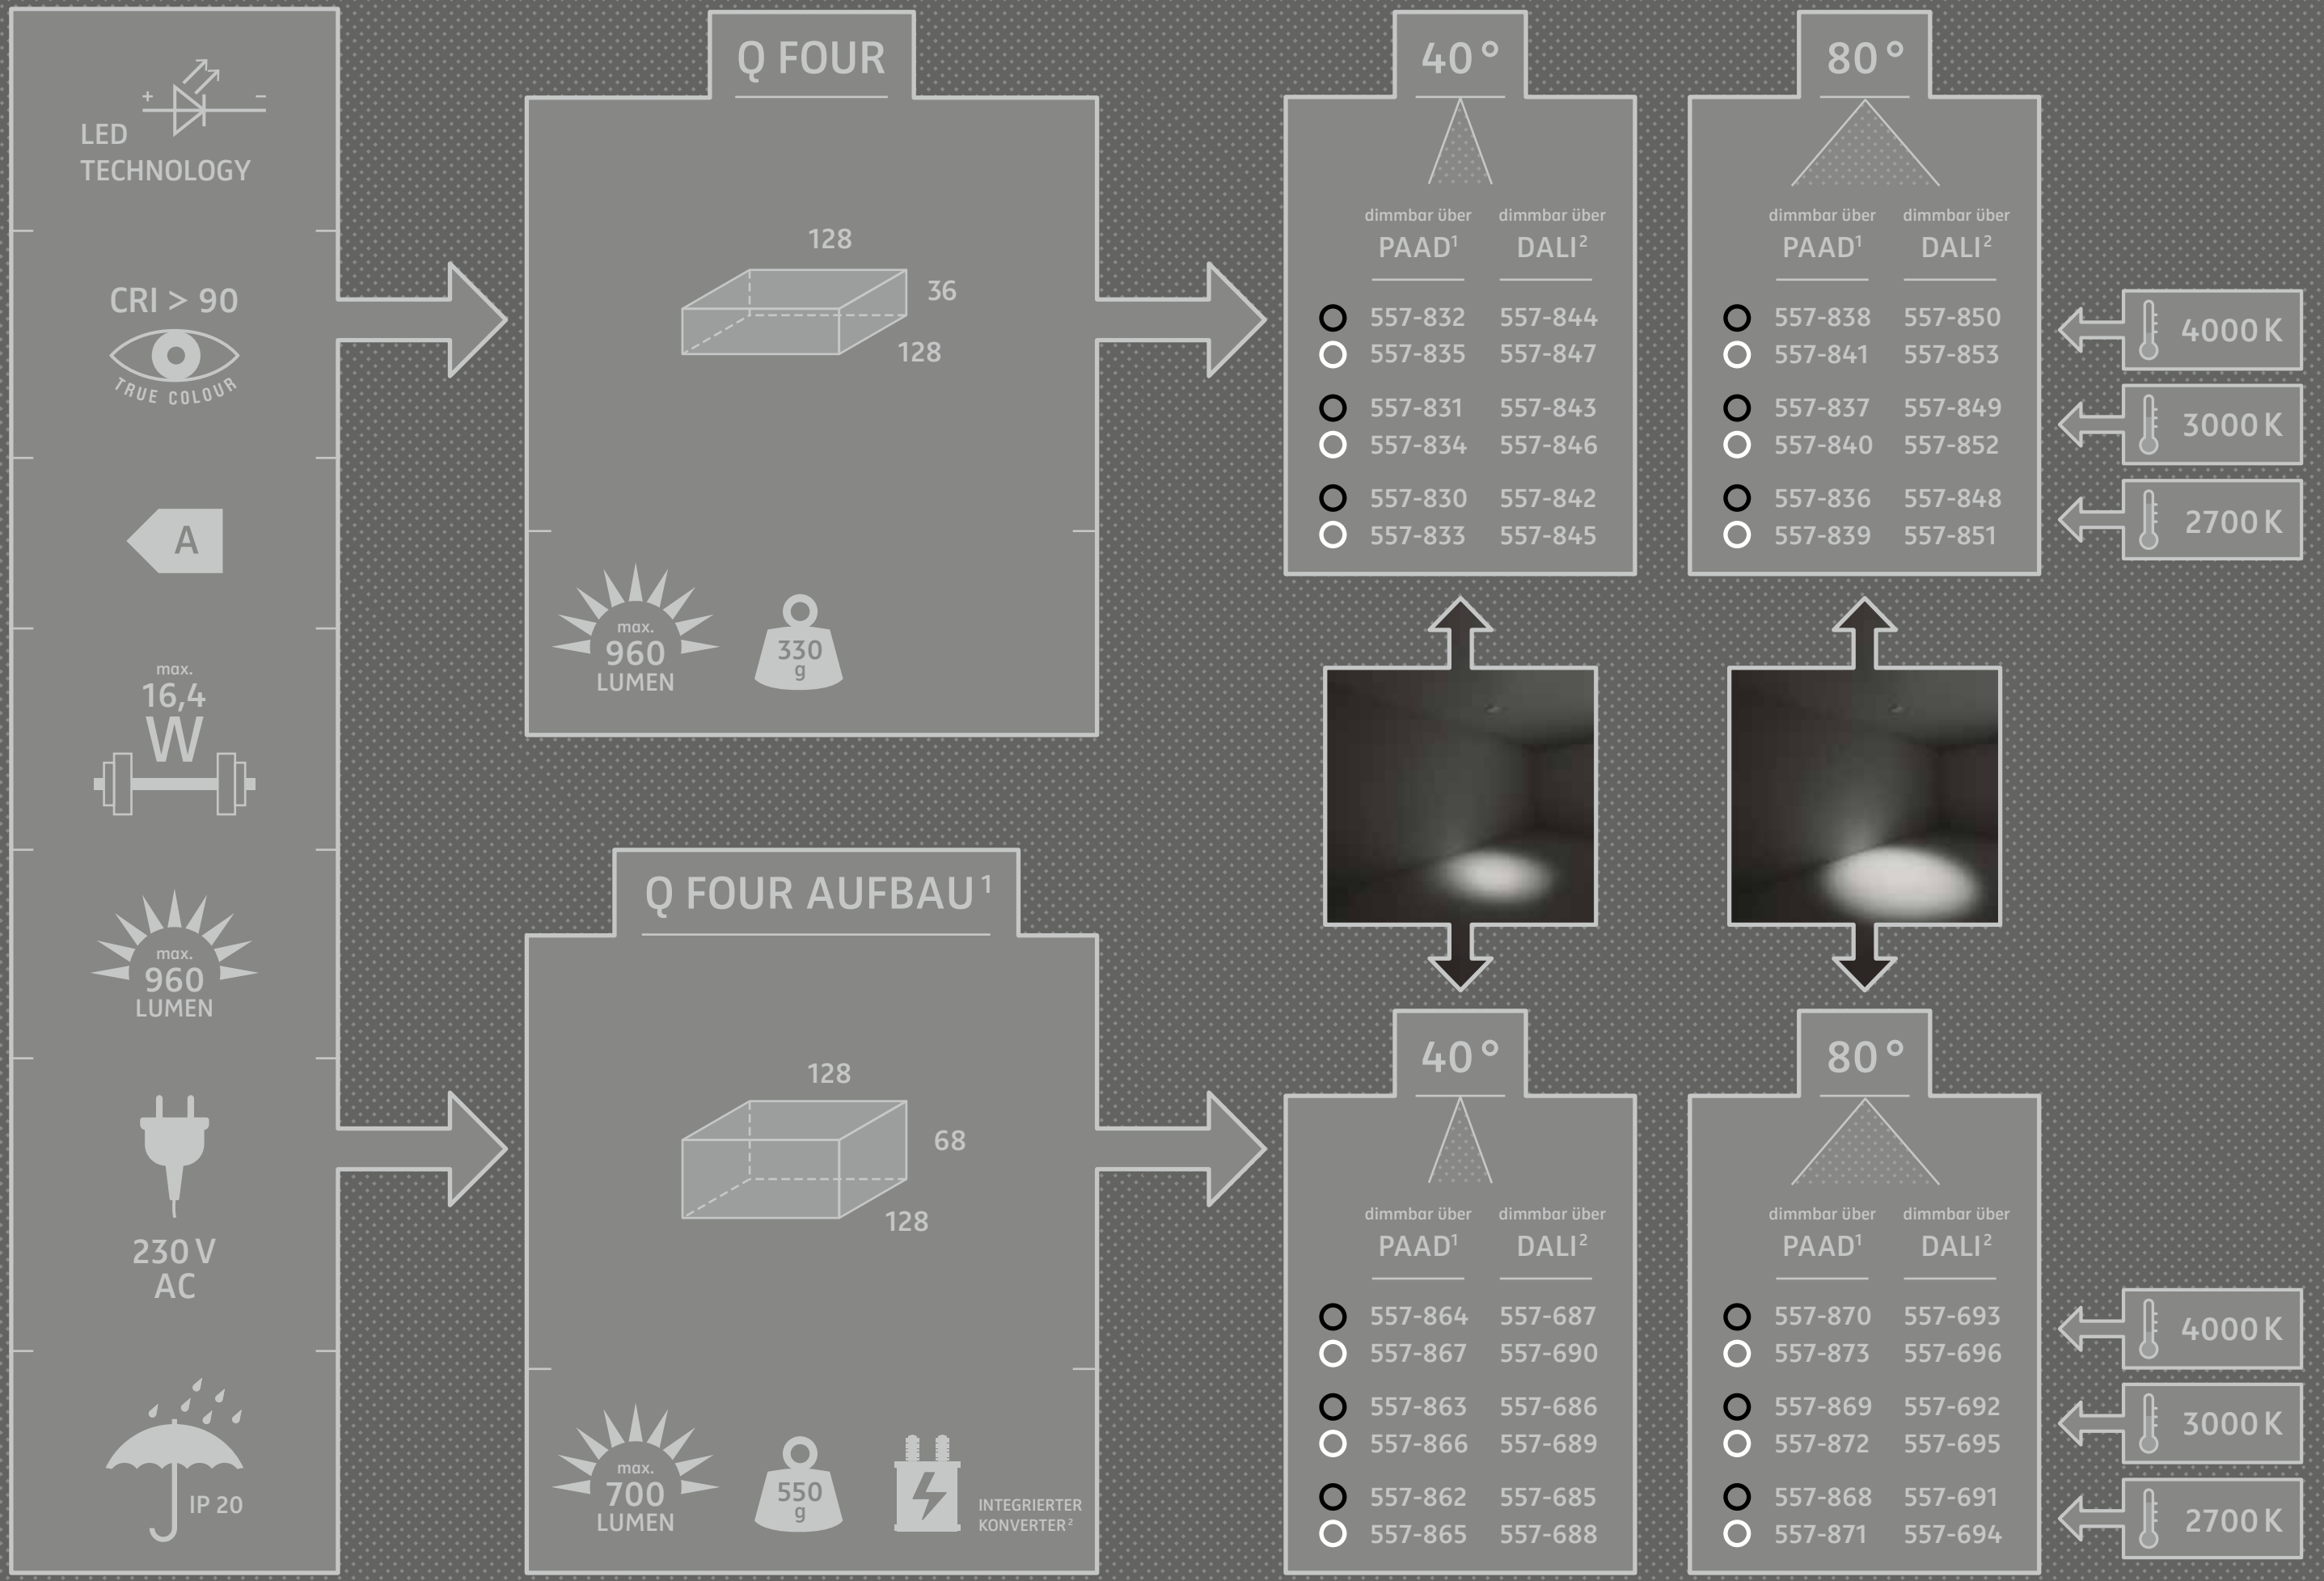 + −
LED
TECHNOLOGY
CRI > 90
TRUE COLOUR
A
max.
16,4
W
max.
960
LUMEN
230 V
AC
IP 20
Q FOUR
128
36
128
max.
960
LUMEN
330
g
Q FOUR AUFBAU¹
128
68
128
max.
700
LUMEN
550
g
INTEGRIERTER
KONVERTER²
40°
dimmbar über dimmbar über
PAAD¹ DALI²
557-832 557-844
557-835 557-847
557-831 557-843
557-834 557-846
557-830 557-842
557-833 557-845
80°
dimmbar über dimmbar über
PAAD¹ DALI²
557-838 557-850
557-841 557-853
557-837 557-849
557-840 557-852
557-836 557-848
557-839 557-851
4000 K
3000 K
2700 K
40°
dimmbar über dimmbar über
PAAD¹ DALI²
557-864 557-687
557-867 557-690
557-863 557-686
557-866 557-689
557-862 557-685
557-865 557-688
80°
dimmbar über dimmbar über
PAAD¹ DALI²
557-870 557-693
557-873 557-696
557-869 557-692
557-872 557-695
557-868 557-691
557-871 557-694
4000 K
3000 K
2700 K